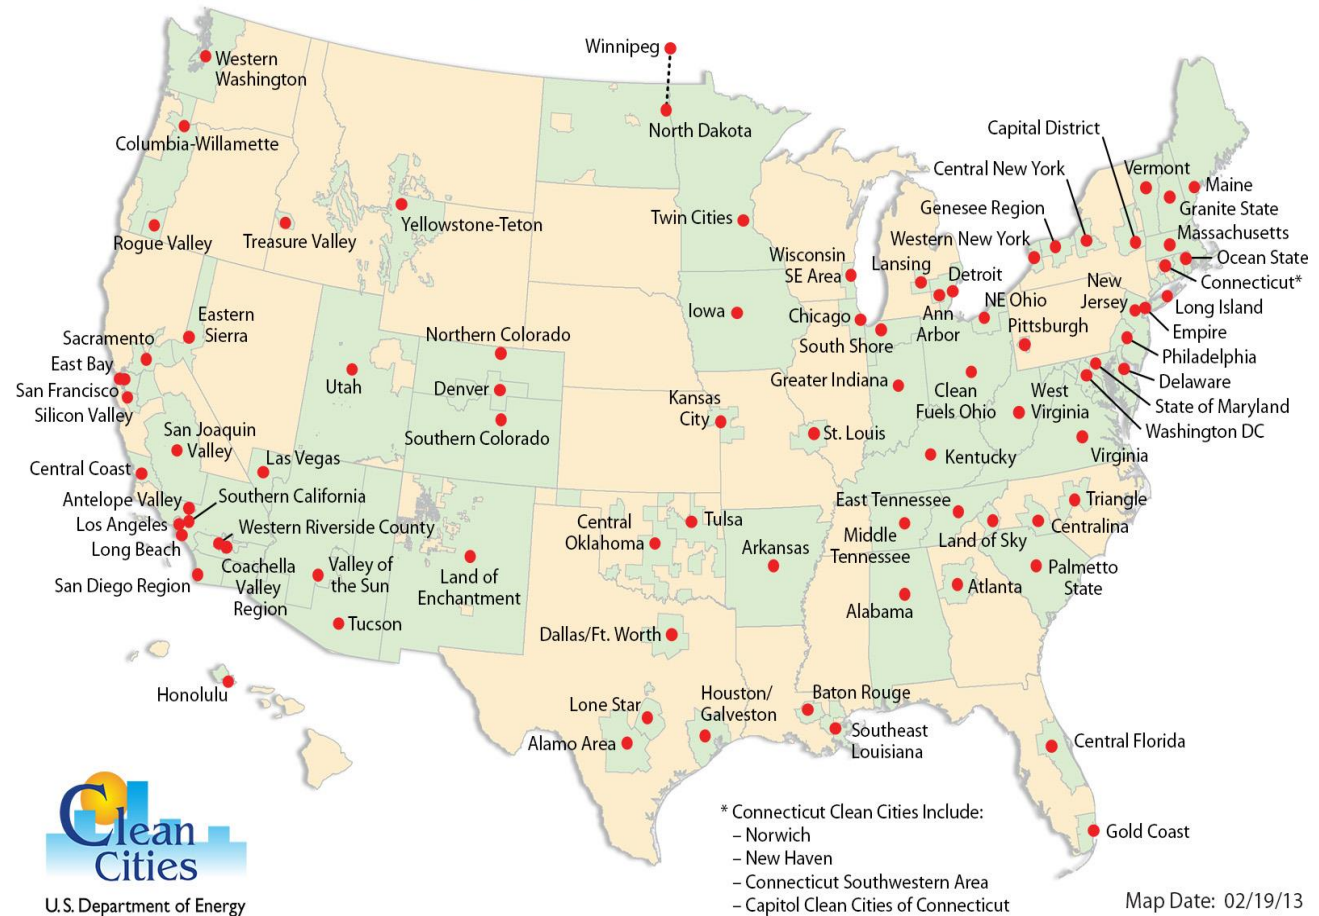 Winnipeg
Western
Washington
Columbia-Willamette
North Dakota
Capital District
Central New York
Vermont
Maine
Granite State
Genesee Region
Massachusetts
Western New York
Ocean State
Connecticut*
Yellowstone-Teton
Rogue Valley
Treasure Valley
Twin Cities
Wisconsin
SE Area
Lansing
Detroit
New
Jersey
Long Island
Empire
NE Ohio
Ann
Arbor
Pittsburgh
Philadelphia
Eastern
Sierra
Iowa
Chicago
South Shore
Sacramento
East Bay
San Francisco
Silicon Valley
Northern Colorado
Utah
Denver
Southern Colorado
Greater Indiana
Clean
Fuels Ohio
West
Virginia
Delaware
State of Maryland
Washington DC
Kansas
City
St. Louis
Kentucky
Virginia
San Joaquin
Valley
Las Vegas
Central Coast
Antelope Valley
Southern California
Los Angeles
Western Riverside County
Long Beach
San Diego Region
Coachella
Valley
Region
Valley of
the Sun
Land of
Enchantment
Tucson
Central
Oklahoma
Tulsa
Arkansas
East Tennessee
Middle
Tennessee
Land of Sky
Triangle
Centralina
Palmetto
State
Atlanta
Alabama
Dallas/Ft. Worth
Honolulu
Lone Star
Alamo Area
Houston/
Galveston
Baton Rouge
Southeast
Louisiana
Central Florida
Gold Coast
* Connecticut Clean Cities Include:
– Norwich
– New Haven
– Connecticut Southwestern Area
– Capitol Clean Cities of Connecticut
Clean
Cities
U.S. Department of Energy
Map Date: 02/19/13